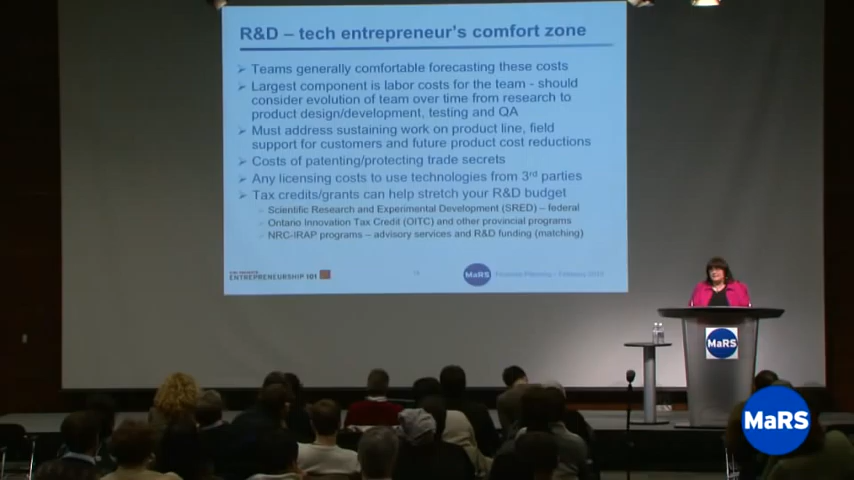 R&D – tech entrepreneur's comfort zone
➢ Teams generally comfortable forecasting these costs
➢ Largest component is labor costs for the team - should
consider evolution of team over time from research to
product design/development, testing and QA
➢ Must address sustaining work on product line, field
support for customers and future product cost reductions
➢ Costs of patenting/protecting trade secrets
➢ Any licensing costs to use technologies from 3rd parties
➢ Tax credits/grants can help stretch your R&D budget
– Scientific Research and Experimental Development (SRED) – federal
– Ontario Innovation Tax Credit (OITC) and other provincial programs
– NRC-IRAP programs – advisory services and R&D funding (matching)
ENTREPRENEURSHIP 101
MaRS
Financial Planning – February
MaRS
MaRS